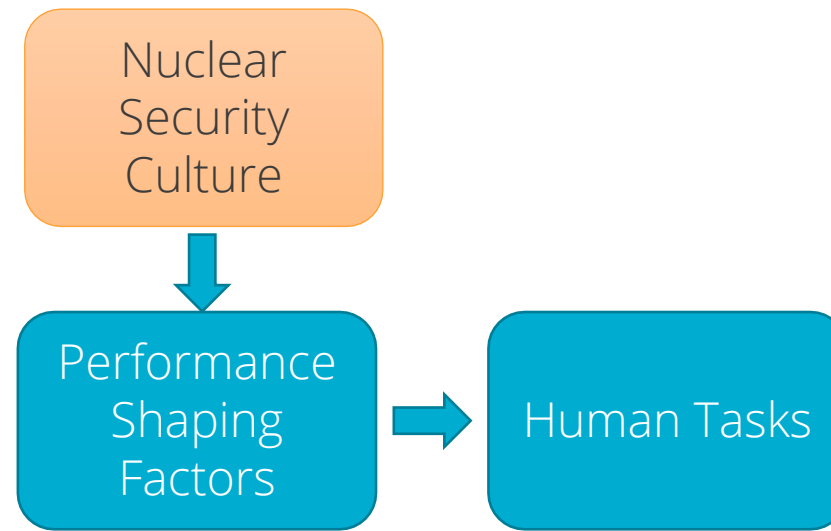 Nuclear
Security
Culture
Performance
Shaping
Factors
Human Tasks